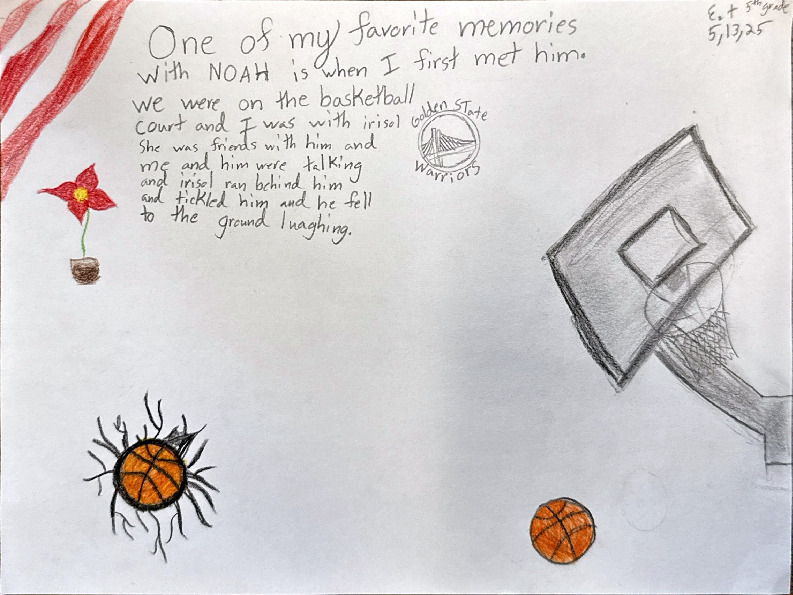 One of my favorite memories
with NOAH is when I first met him.
we were on the basketball
court and I was with irisol
She was friends with him and
me and him were talking
and irisol ran behind him
and tickled him and he fell
to the ground luaghing.
Golden State
Warriors
E. t 5th grade
5,13,25